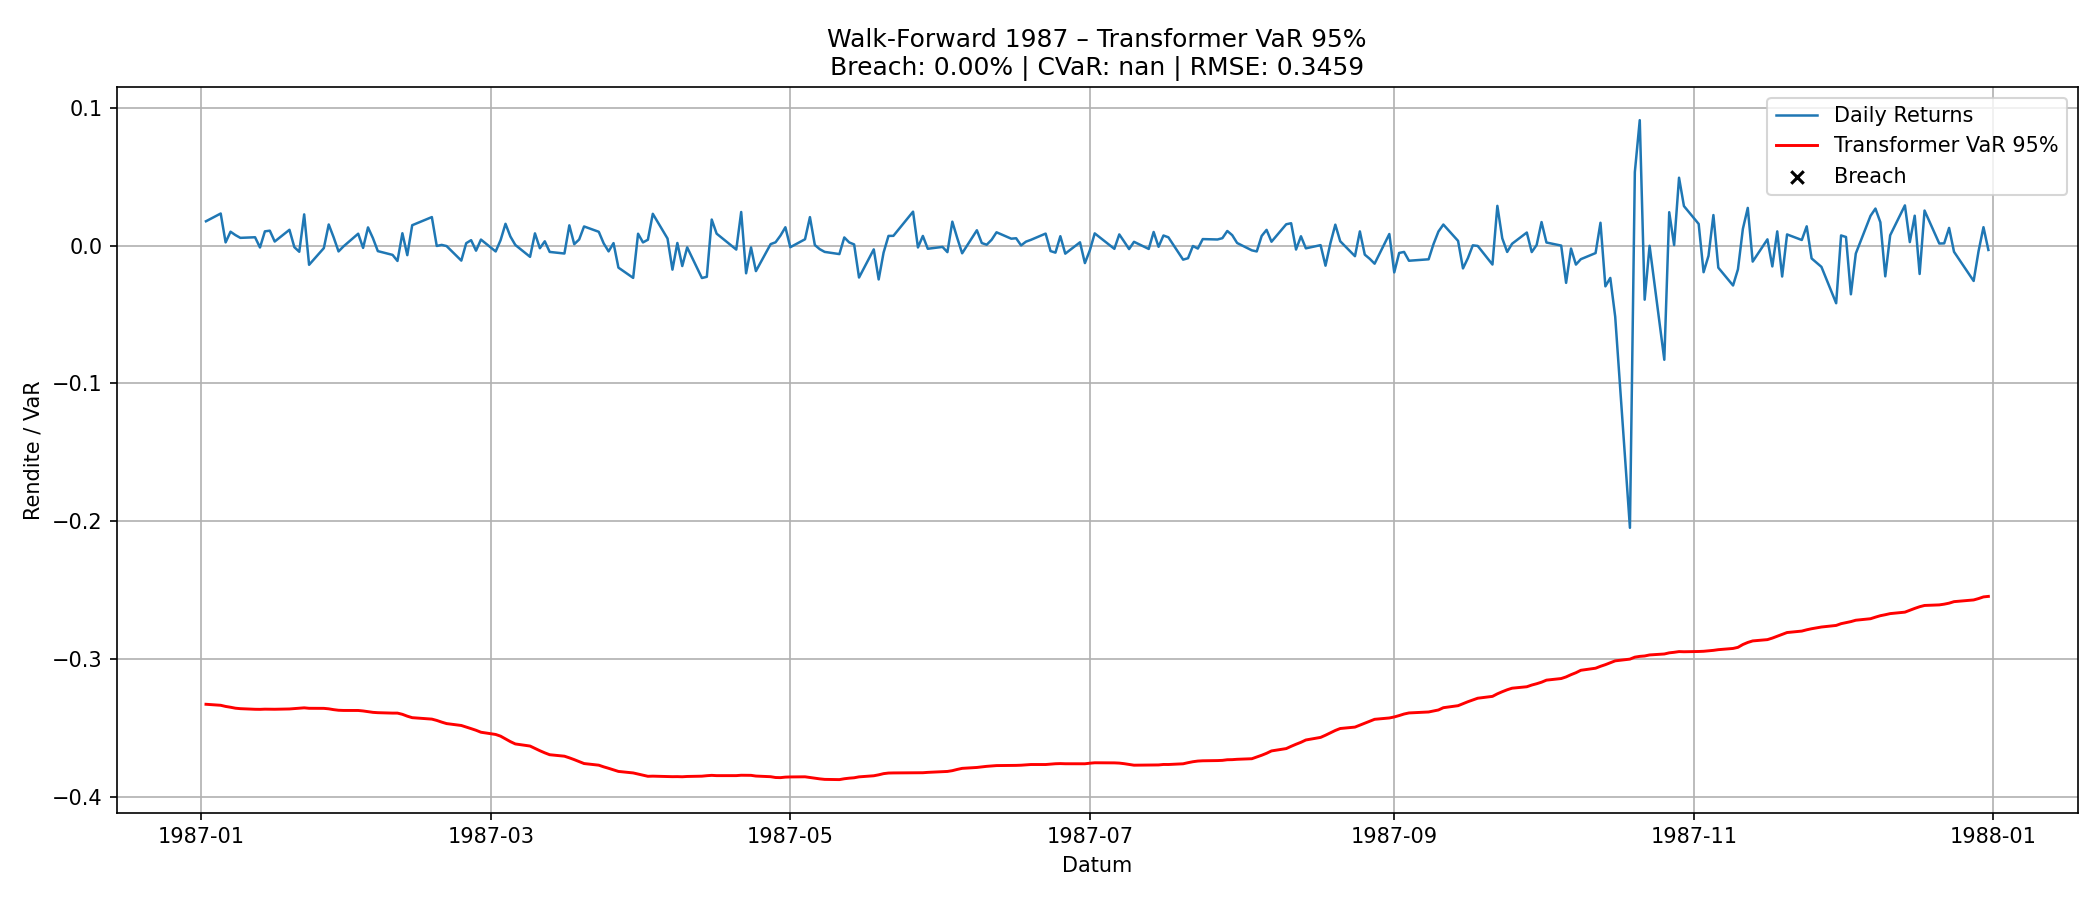 Walk-Forward 1987 – Transformer VaR 95%
Breach: 0.00% | CVaR: nan | RMSE: 0.3459
Daily Returns
Transformer VaR 95%
Breach
Rendite / VaR
0.1
0.0
−0.1
−0.2
−0.3
−0.4
1987-01
1987-03
1987-05
1987-07
1987-09
1987-11
1988-01
Datum